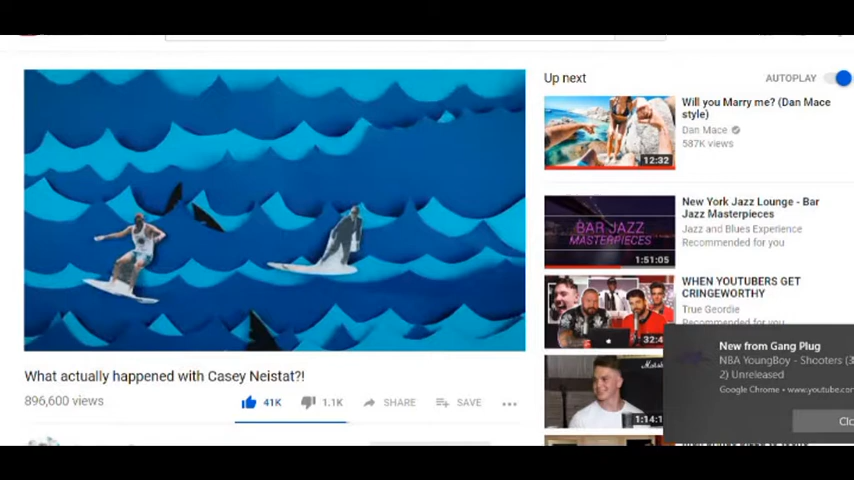 Up next
AUTOPLAY
Will you Marry me? (Dan Mace
style)
Dan Mace
587K views
12:32
New York Jazz Lounge - Bar
Jazz Masterpieces
Jazz and Blues Experience
Recommended for you
BAR JAZZ
MASTERPIECES
1:51:05
WHEN YOUTUBERS GET
CRINGEWORTHY
True Geordie
Recommended for you
32:4
New from Gang Plug
NBA YoungBoy - Shooters (3
2) Unreleased
Google Chrome • www.youtube.com
Clo
Marshall
1:14:1
What actually happened with Casey Neistat?!
896,600 views
41K
1.1K
SHARE
SAVE